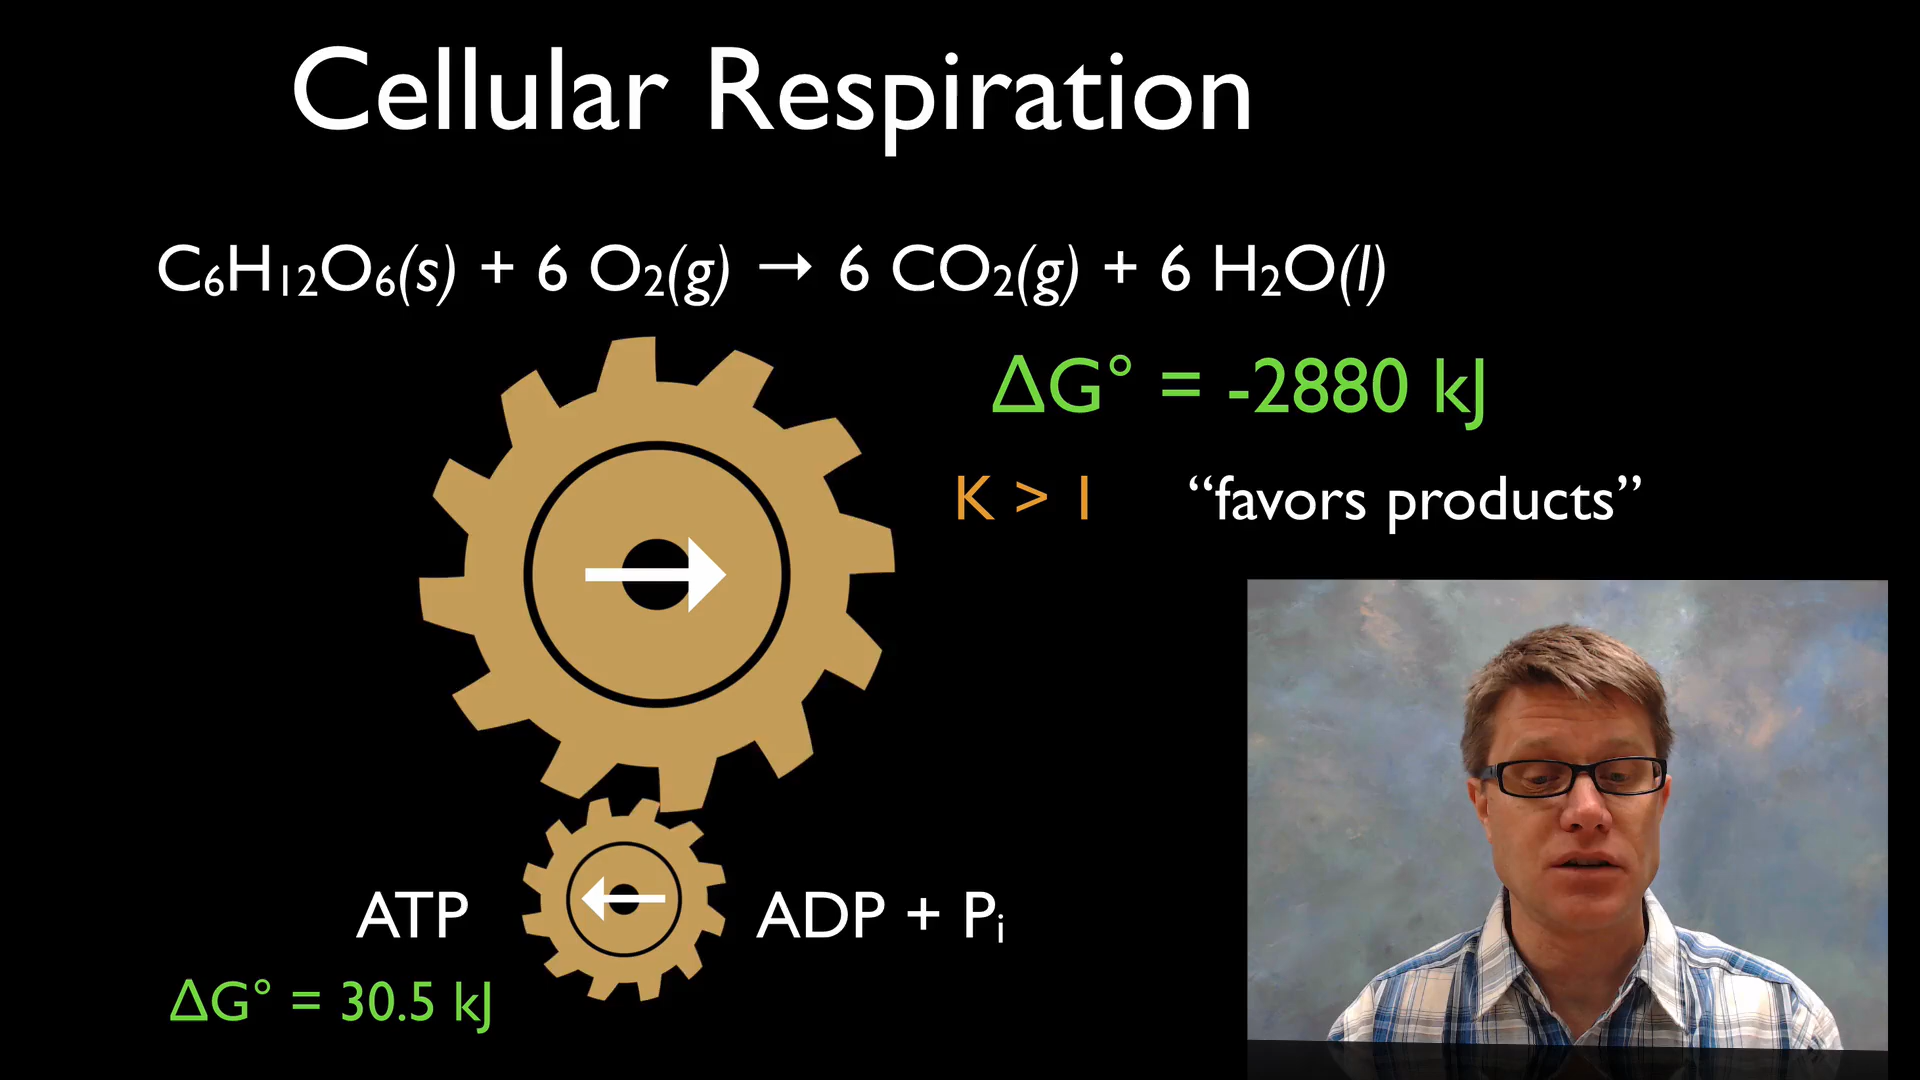 Cellular Respiration
C₆H₁₂O₆(s) + 6 O₂(g) → 6 CO₂(g) + 6 H₂O(l)
ΔG° = -2880 kJ
K > 1 “favors products”
ATP ADP + Pᵢ
ΔG° = 30.5 kJ